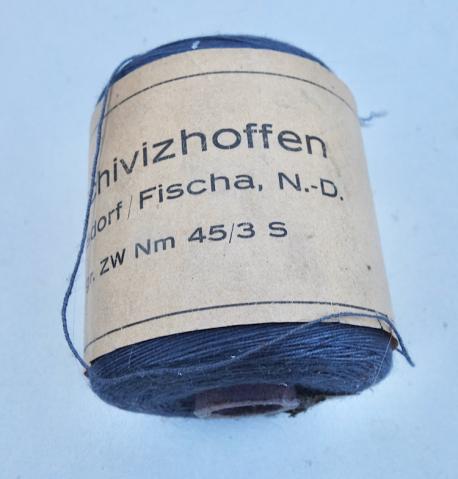 hivizhoffen
dorf/Fischa, N.-D.
r. ZW Nm 45/3 S